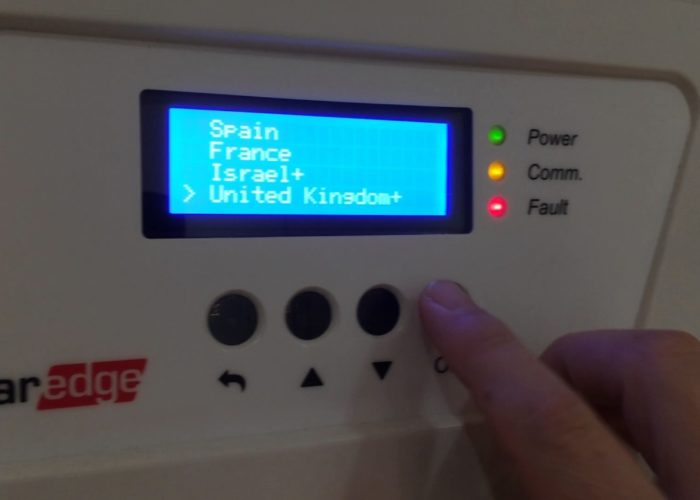 Spain
France
Israel+
> United Kingdom+
Power
Comm.
Fault
aredge